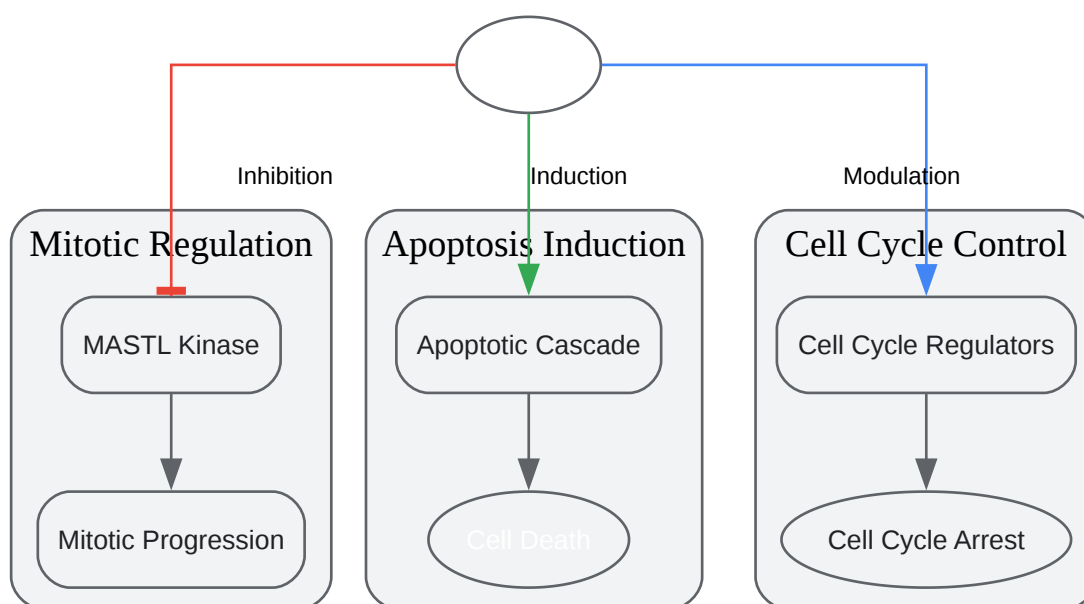 Inhibition
Induction
Modulation
Mitotic Regulation
Apoptosis Induction
Cell Cycle Control
MASTL Kinase
Apoptotic Cascade
Cell Cycle Regulators
Mitotic Progression
Cell Death
Cell Cycle Arrest